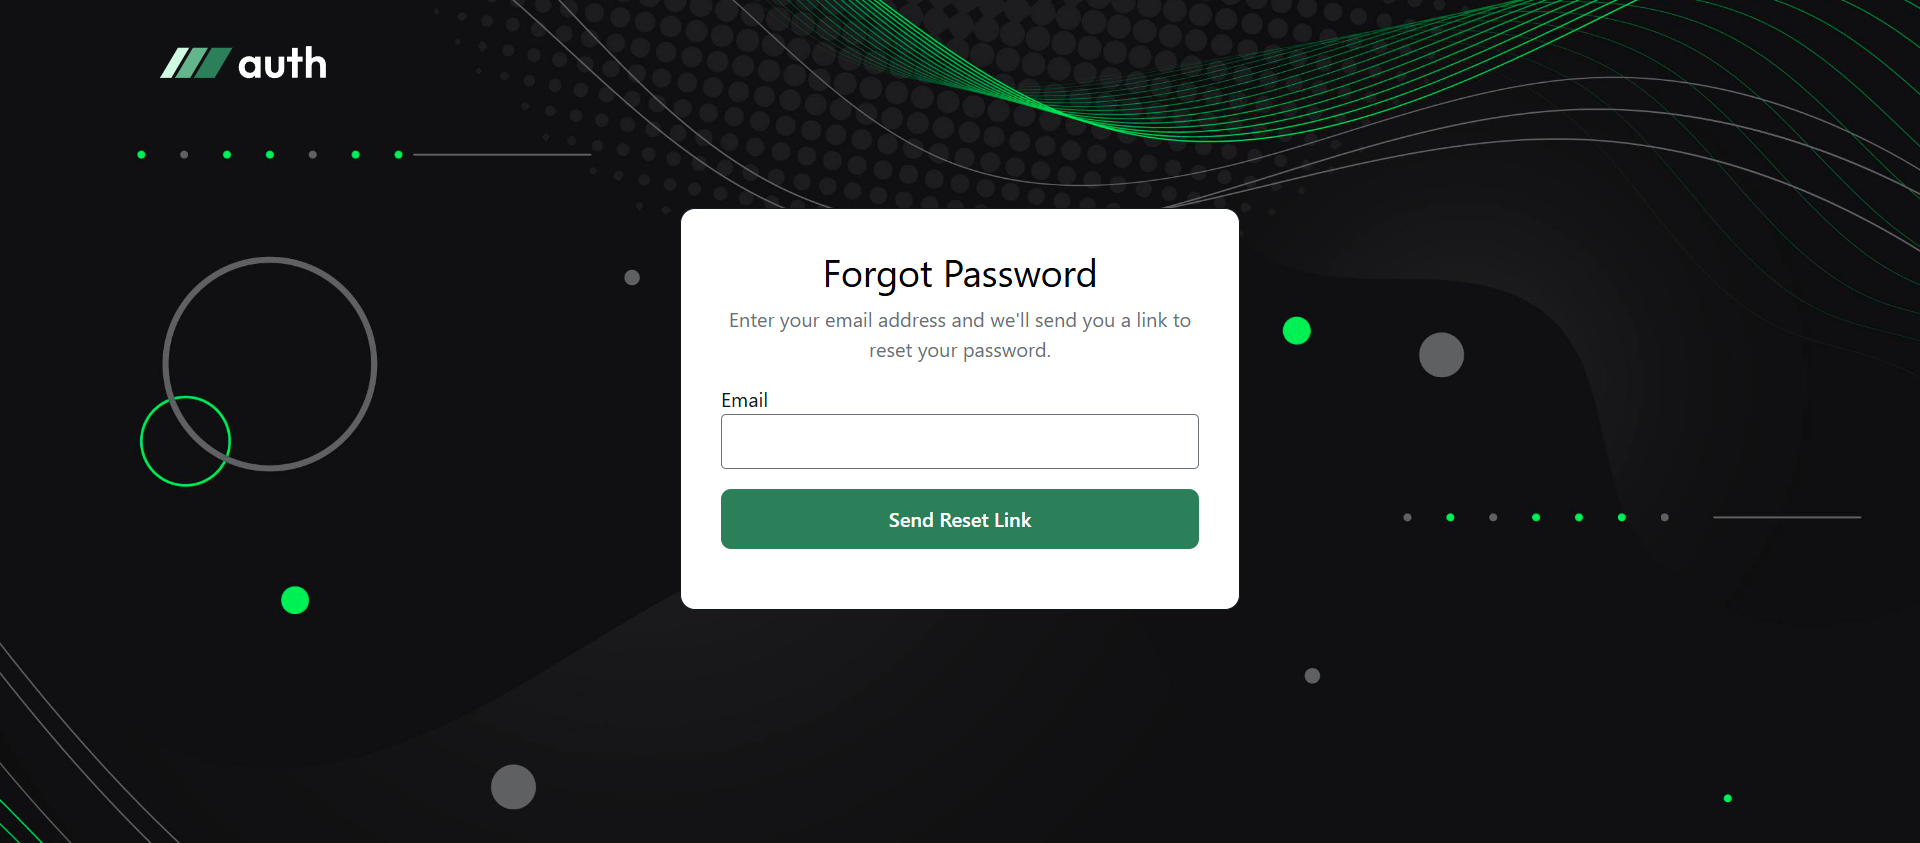 auth
Forgot Password
Enter your email address and we'll send you a link to
reset your password.
Email
Send Reset Link